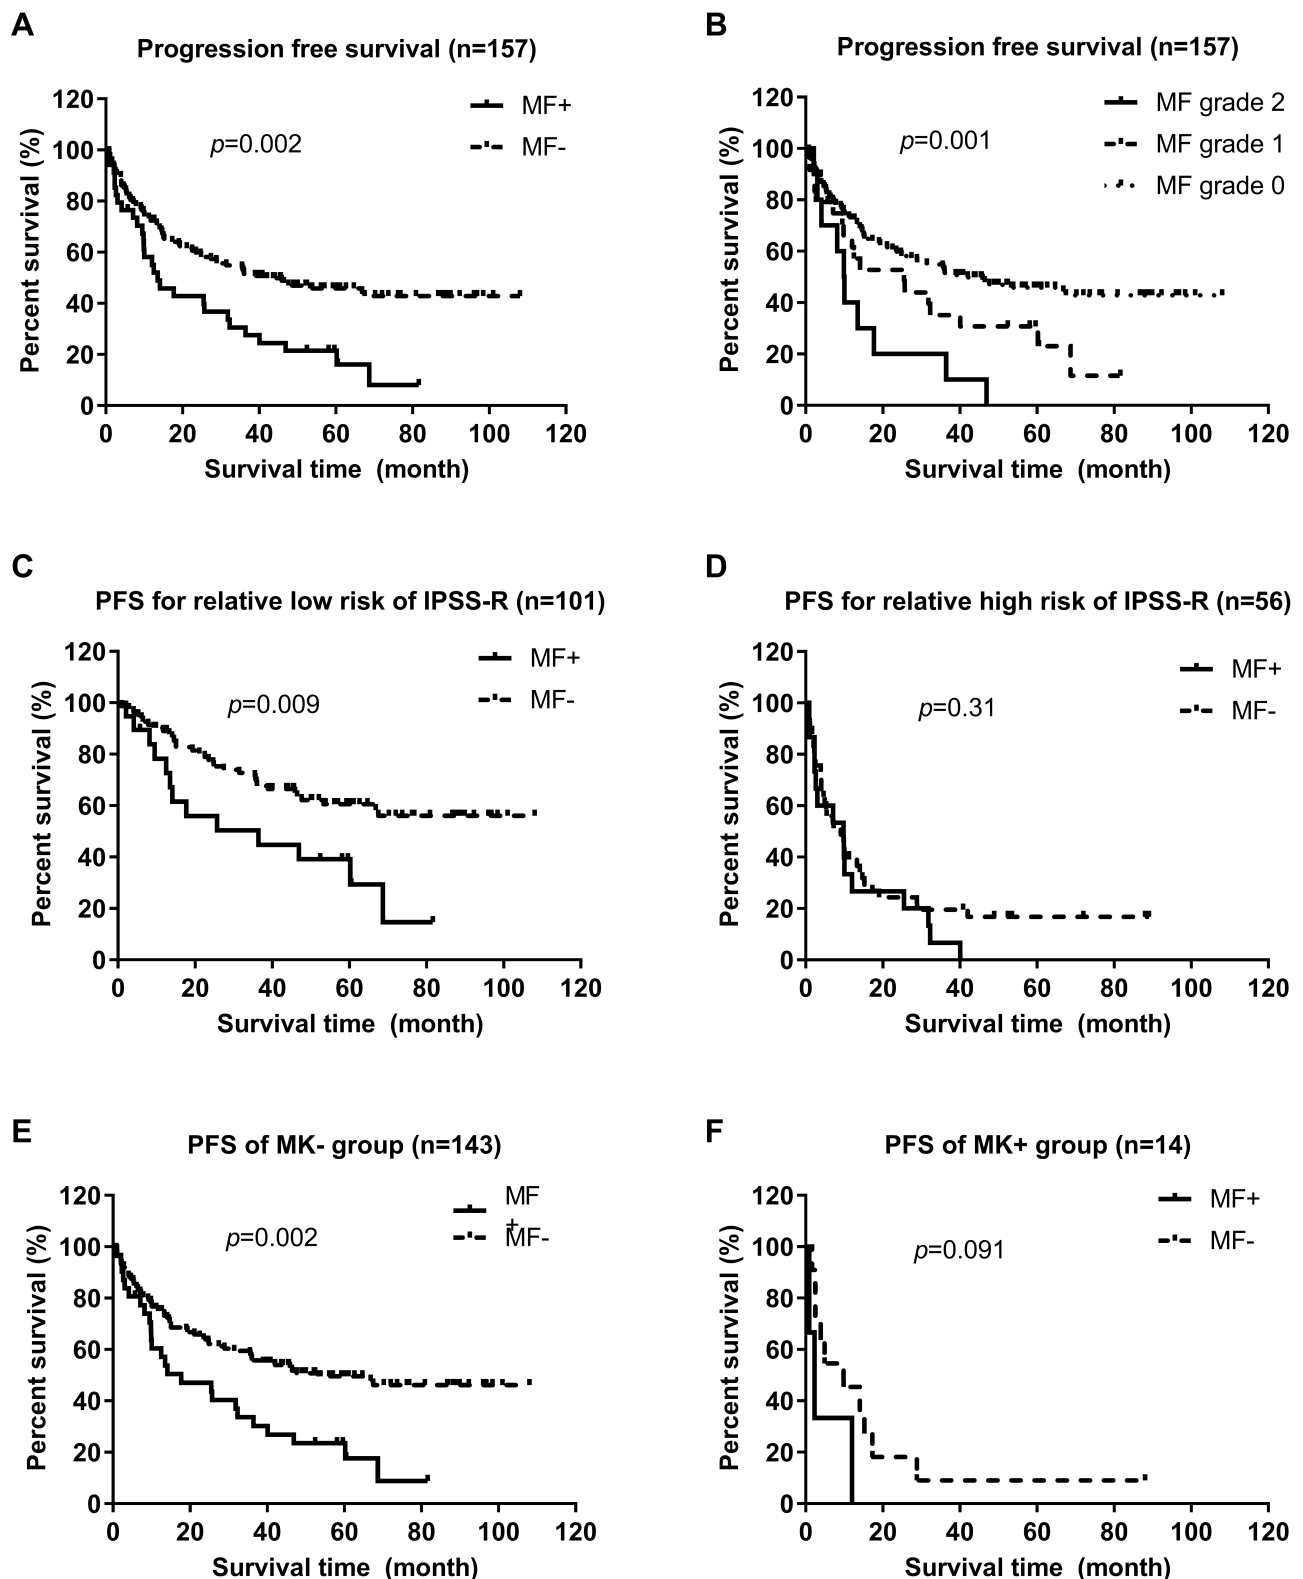 A
Progression free survival (n=157)
MF+
MF-
p=0.002
Percent survival (%)
120
100
80
60
40
20
0
0 20 40 60 80 100 120
Survival time (month)
B
Progression free survival (n=157)
MF grade 2
MF grade 1
MF grade 0
p=0.001
Percent survival (%)
120
100
80
60
40
20
0
0 20 40 60 80 100 120
Survival time (month)
C
PFS for relative low risk of IPSS-R (n=101)
MF+
MF-
p=0.009
Percent survival (%)
120
100
80
60
40
20
0
0 20 40 60 80 100 120
Survival time (month)
D
PFS for relative high risk of IPSS-R (n=56)
MF+
MF-
p=0.31
Percent survival (%)
120
100
80
60
40
20
0
0 20 40 60 80 100 120
Survival time (month)
E
PFS of MK- group (n=143)
MF
+
MF-
p=0.002
Percent survival (%)
120
100
80
60
40
20
0
0 20 40 60 80 100 120
Survival time (month)
F
PFS of MK+ group (n=14)
MF+
MF-
p=0.091
Percent survival (%)
120
100
80
60
40
20
0
0 20 40 60 80 100 120
Survival time (month)